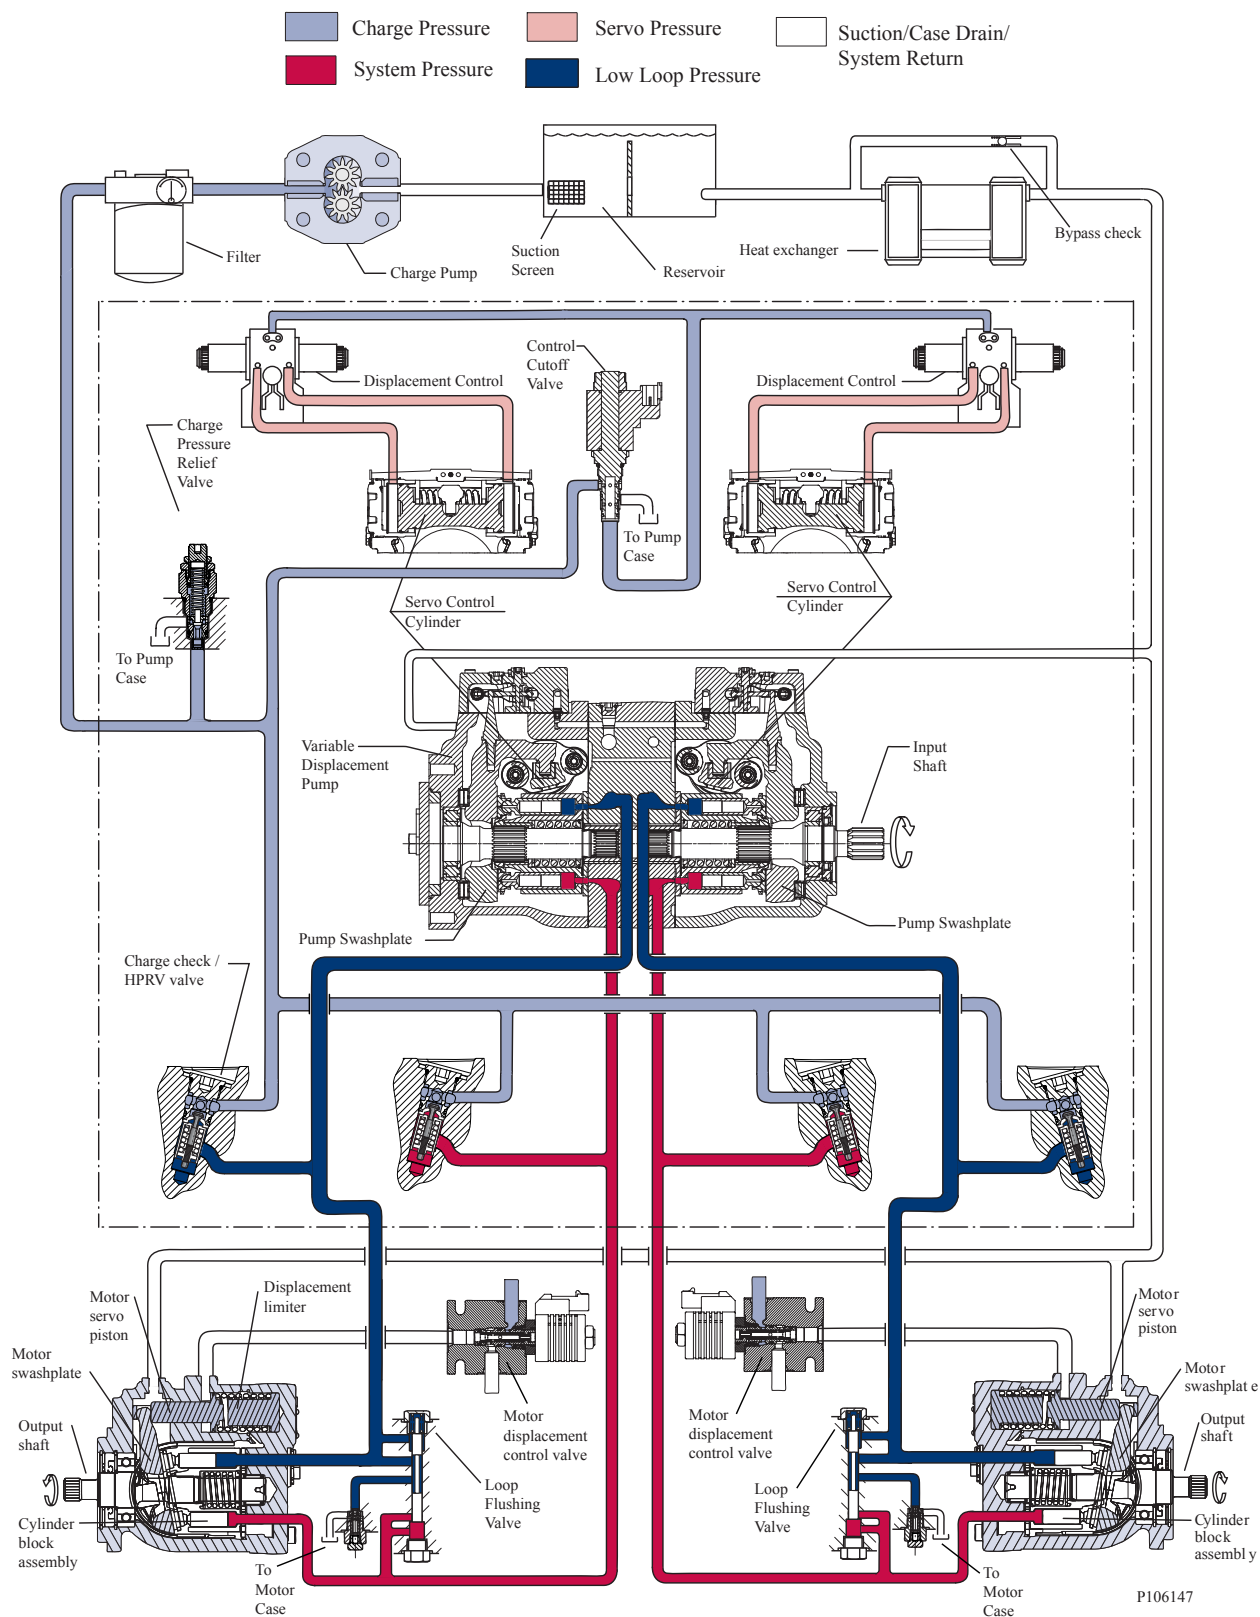 Charge Pressure
Servo Pressure
Suction/Case Drain/
System Return
System Pressure
Low Loop Pressure
Filter
Charge Pump
Suction
Screen
Reservoir
Heat exchanger
Bypass check
Displacement Control
Control
Cutoff
Valve
Displacement Control
Charge
Pressure
Relief
Valve
To Pump
Case
To Pump
Case
Servo Control
Cylinder
Servo Control
Cylinder
Variable
Displacement
Pump
Input
Shaft
Pump Swashplate
Pump Swashplate
Charge check /
HPRV valve
Motor
servo
piston
Displacement
limiter
Motor
swashplate
Output
shaft
Cylinder
block
assembly
Motor
displacement
control valve
Loop
Flushing
Valve
To
Motor
Case
Motor
displacement
control valve
Loop
Flushing
Valve
Motor
servo
piston
Motor
swashplat e
Output
shaft
Cylinder
block
assembl y
To
Motor
Case
P106147